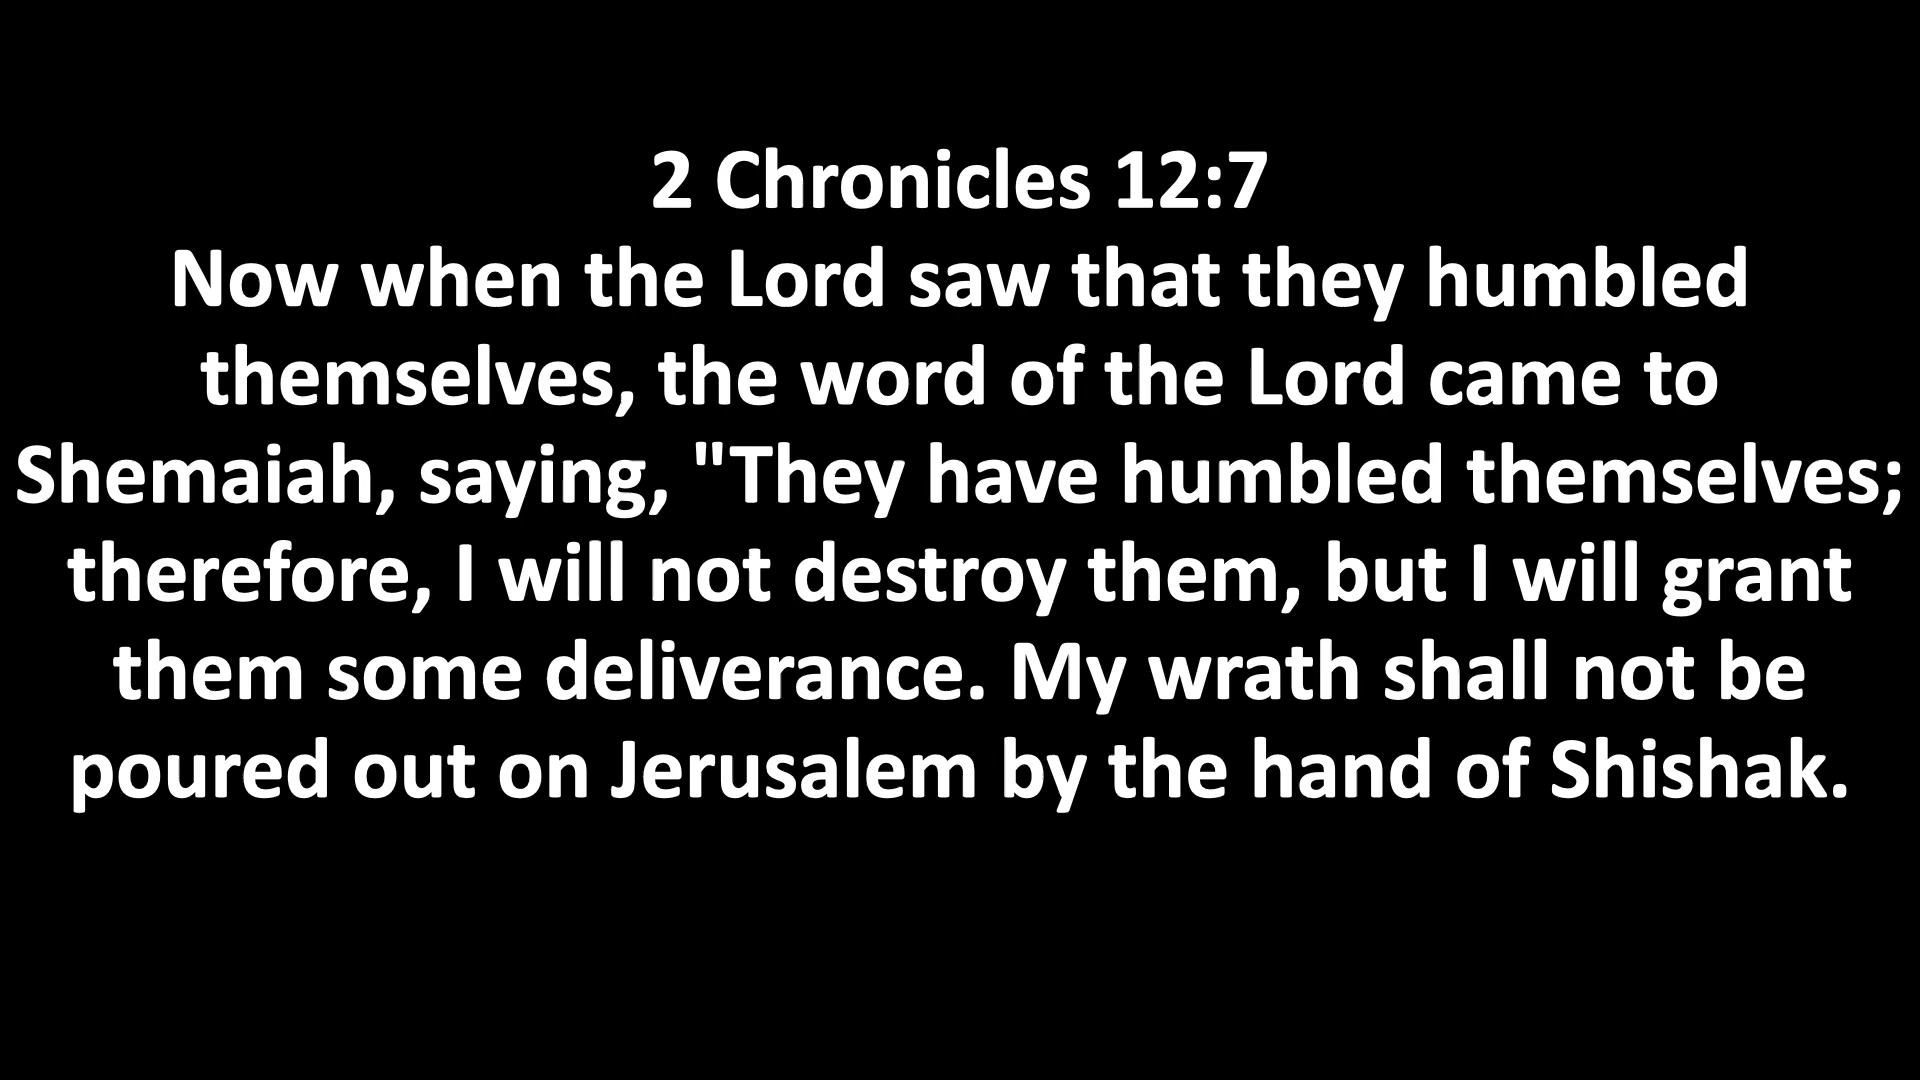 2 Chronicles 12:7
Now when the Lord saw that they humbled
themselves, the word of the Lord came to
Shemaiah, saying, "They have humbled themselves;
therefore, I will not destroy them, but I will grant
them some deliverance. My wrath shall not be
poured out on Jerusalem by the hand of Shishak.